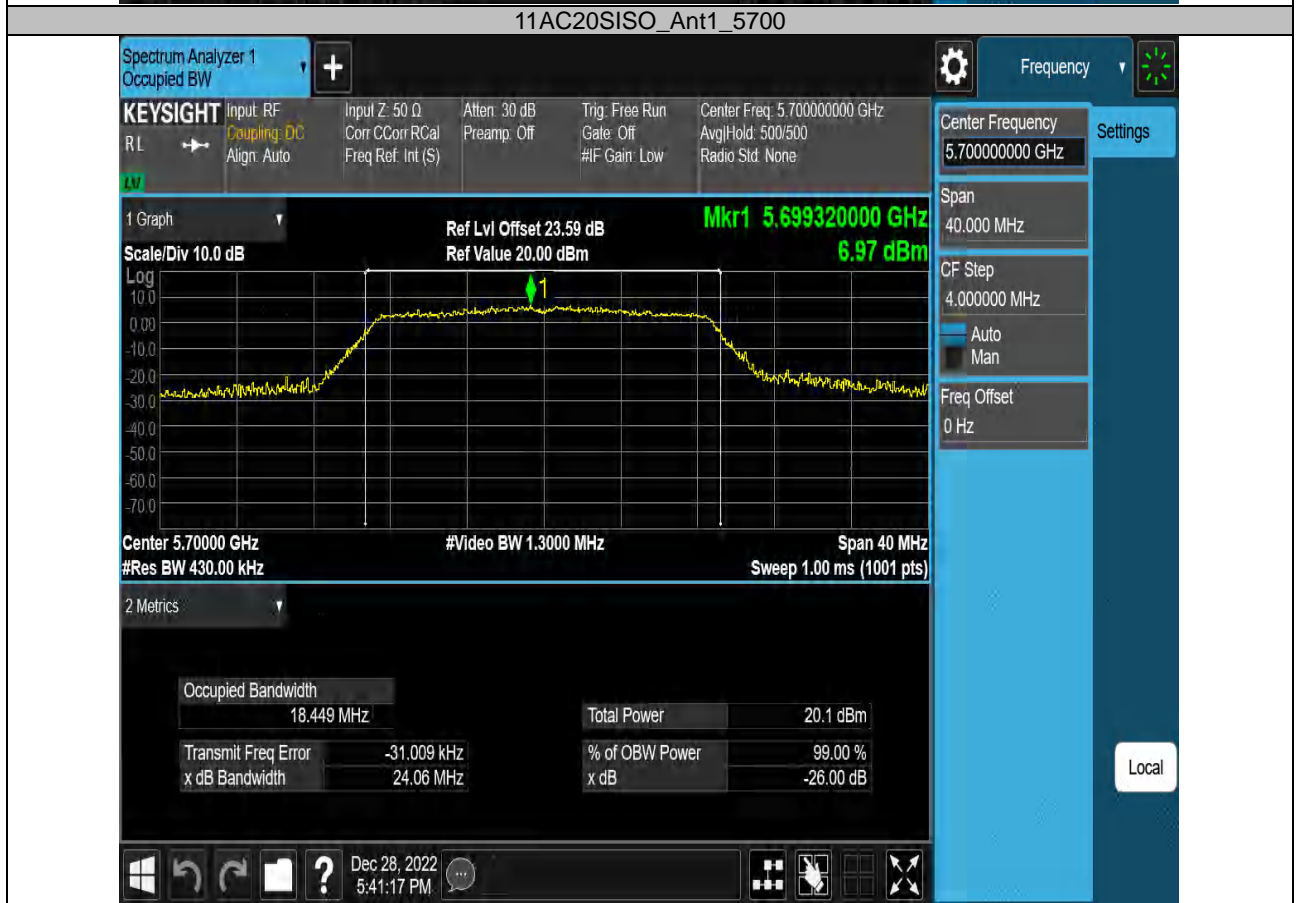 11AC20SISO_Ant1_5700
Spectrum Analyzer 1
Occupied BW
Frequency
KEYSIGHT
RL
Input: RF
Coupling: DC
Align: Auto
Input Z: 50 Ω
Corr CCorr RCal
Freq Ref: Int (S)
Atten: 30 dB
Preamp: Off
Trig: Free Run
Gate: Off
#IF Gain: Low
Center Freq: 5.700000000 GHz
Avg|Hold: 500/500
Radio Std: None
Center Frequency
5.700000000 GHz
Settings
Span
40.000 MHz
CF Step
4.000000 MHz
Auto
Man
Freq Offset
0 Hz
Local
1 Graph
Scale/Div 10.0 dB
Ref Lvl Offset 23.59 dB
Ref Value 20.00 dBm
Mkr1 5.699320000 GHz
6.97 dBm
Log
10.0
0.00
-10.0
-20.0
-30.0
-40.0
-50.0
-60.0
-70.0
1
Center 5.70000 GHz
#Res BW 430.00 kHz
#Video BW 1.3000 MHz
Span 40 MHz
Sweep 1.00 ms (1001 pts)
2 Metrics
Occupied Bandwidth
18.449 MHz
Total Power 20.1 dBm
Transmit Freq Error -31.009 kHz
% of OBW Power 99.00 %
x dB Bandwidth 24.06 MHz
x dB -26.00 dB
Dec 28, 2022
5:41:17 PM